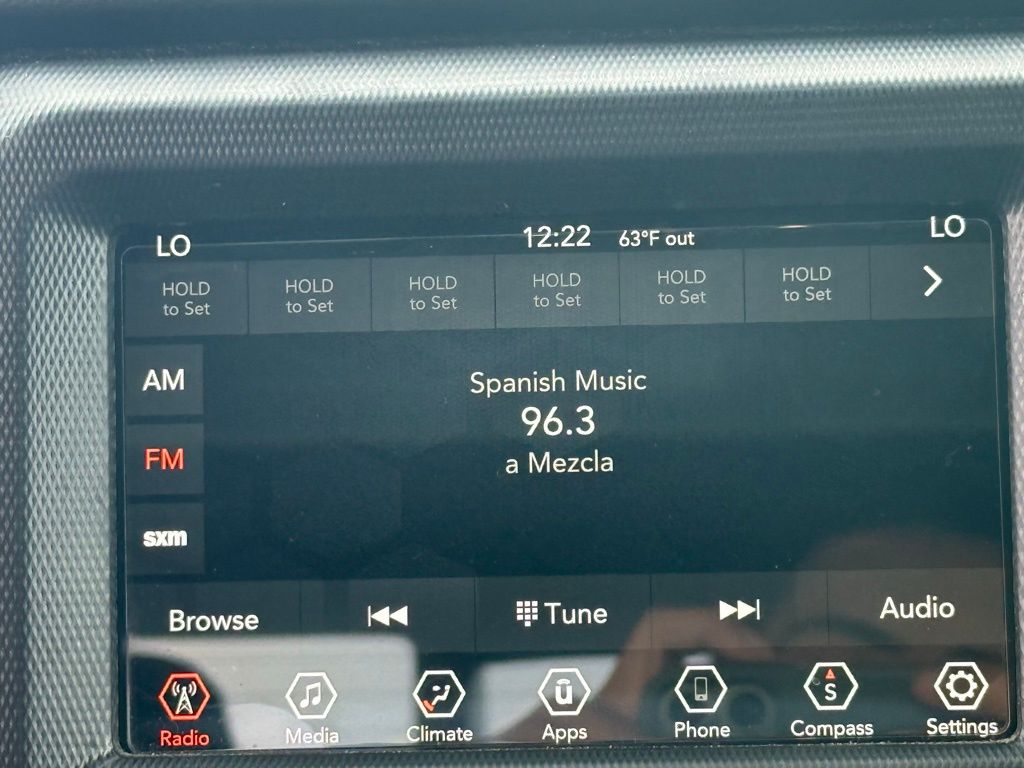 LO 12:22 63°F out LO
HOLD HOLD HOLD HOLD HOLD HOLD
to Set to Set to Set to Set to Set to Set
AM
Spanish Music
96.3
FM
a Mezcla
sxm
Browse Tune Audio
ū
S
Radio Media Climate Apps Phone Compass Settings